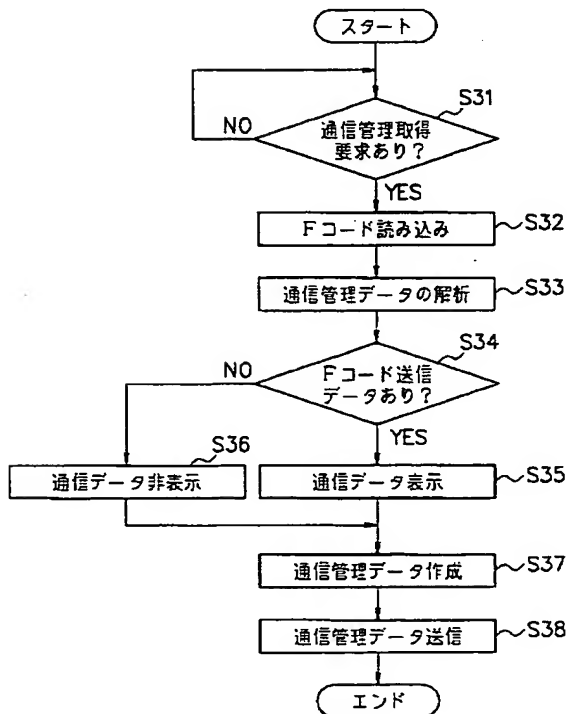 スタート
S31
NO
通信管理取得
要求あり?
YES
Fコード読み込み
S32
通信管理データの解析
S33
S34
NO
Fコード送信
データあり?
YES
S36
通信データ非表示
通信データ表示
S35
通信管理データ作成
S37
通信管理データ送信
S38
エンド